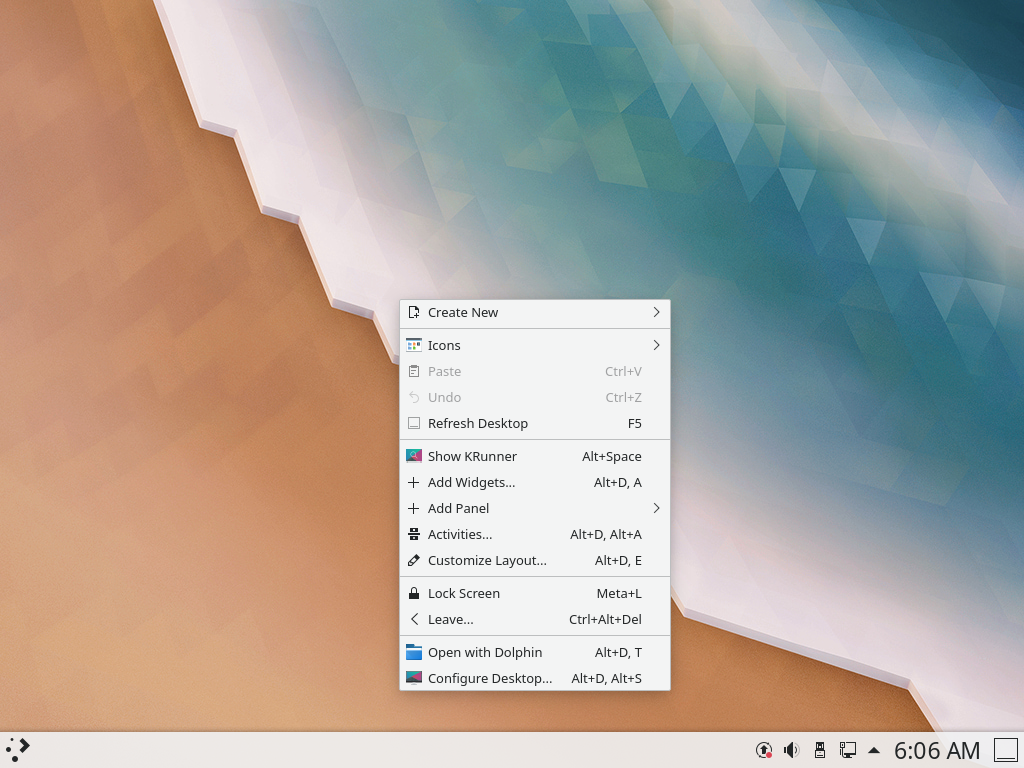 Create New
Icons
Paste Ctrl+V
Undo Ctrl+Z
Refresh Desktop F5
Show KRunner Alt+Space
Add Widgets... Alt+D, A
Add Panel
Activities... Alt+D, Alt+A
Customize Layout... Alt+D, E
Lock Screen Meta+L
Leave... Ctrl+Alt+Del
Open with Dolphin Alt+D, T
Configure Desktop... Alt+D, Alt+S
6:06 AM